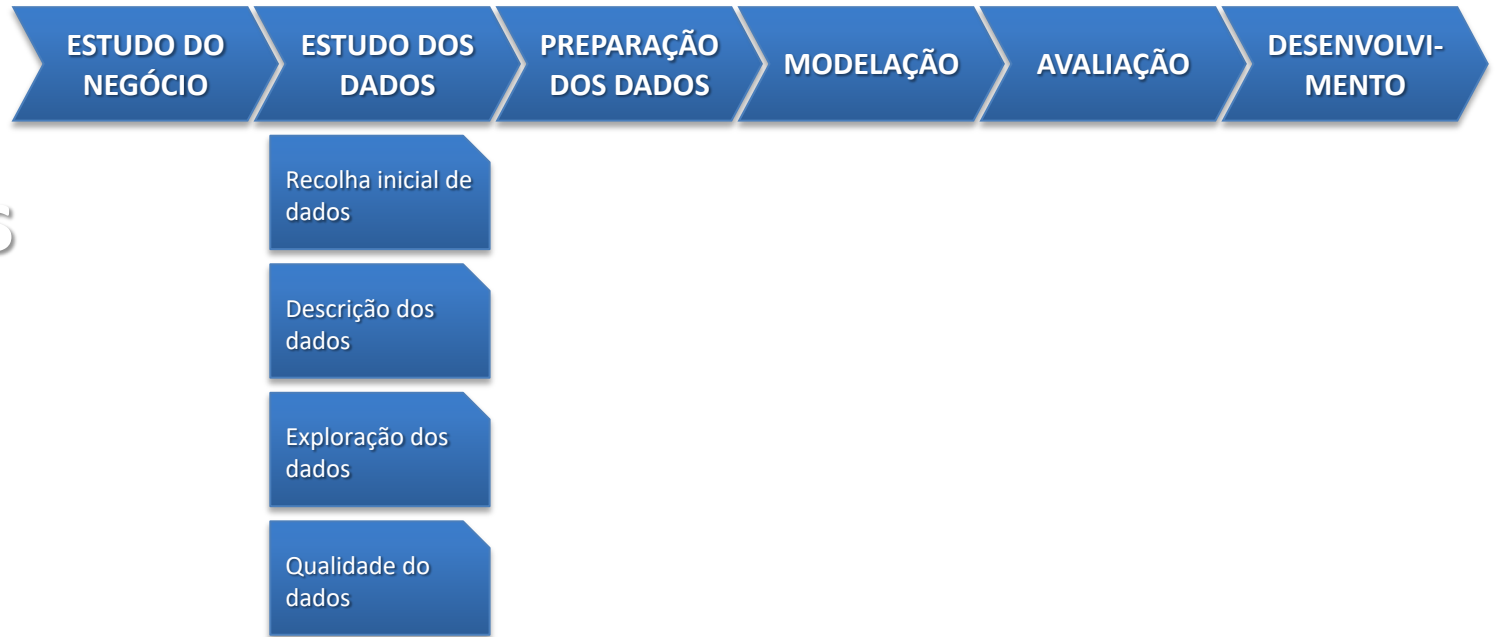 ESTUDO DO
NEGÓCIO
ESTUDO DOS
DADOS
PREPARAÇÃO
DOS DADOS
MODELAÇÃO
AVALIAÇÃO
DESENVOLVI-
MENTO
Recolha inicial de
dados
Descrição dos
dados
Exploração dos
dados
Qualidade do
dados